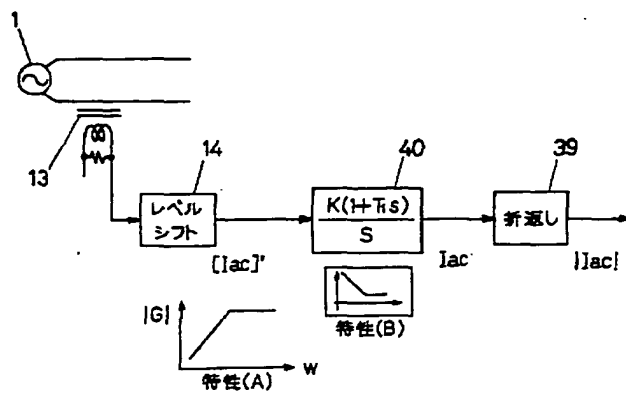 1
13
14
40
39
レベル
シフト
K(1+T1s)
S
折返し
[Iac]'
Iac
|Iac|
|G|
特性(B)
W
特性(A)